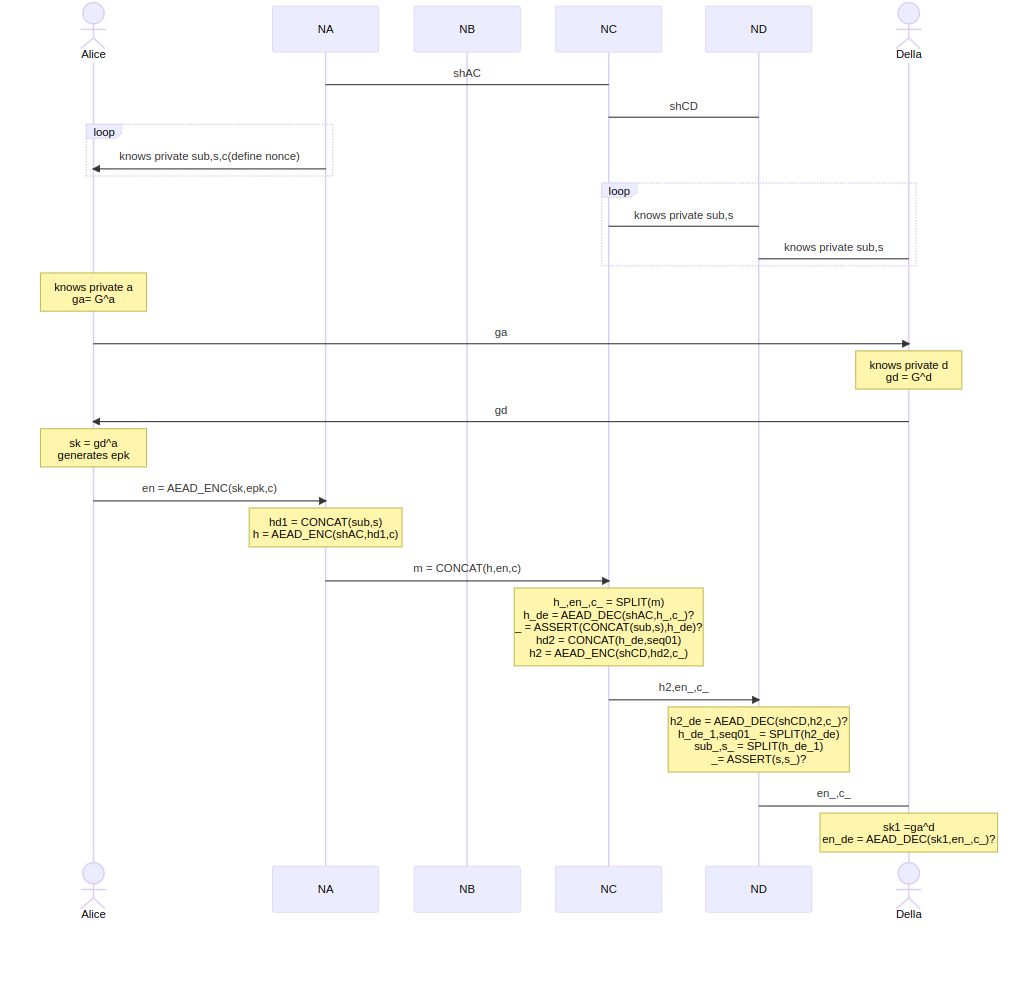 NA
NB
NC
ND
Alice
Della
shAC
shCD
loop
knows private sub,s,c(define nonce)
loop
knows private sub,s
knows private sub,s
knows private a
ga= G^a
ga
knows private d
gd = G^d
gd
sk = gd^a
generates epk
en = AEAD_ENC(sk,epk,c)
hd1 = CONCAT(sub,s)
h = AEAD_ENC(shAC,hd1,c)
m = CONCAT(h,en,c)
h_,en_,c_ = SPLIT(m)
h_de = AEAD_DEC(shAC,h_,c_)?
_ = ASSERT(CONCAT(sub,s),h_de)?
hd2 = CONCAT(h_de,seq01)
h2 = AEAD_ENC(shCD,hd2,c_)
h2,en_,c_
h2_de = AEAD_DEC(shCD,h2,c_)?
h_de_1,seq01_ = SPLIT(h2_de)
sub_,s_ = SPLIT(h_de_1)
_= ASSERT(s,s_)?
en_,c_
sk1 =ga^d
en_de = AEAD_DEC(sk1,en_,c_)?
NA
NB
NC
ND
Alice
Della